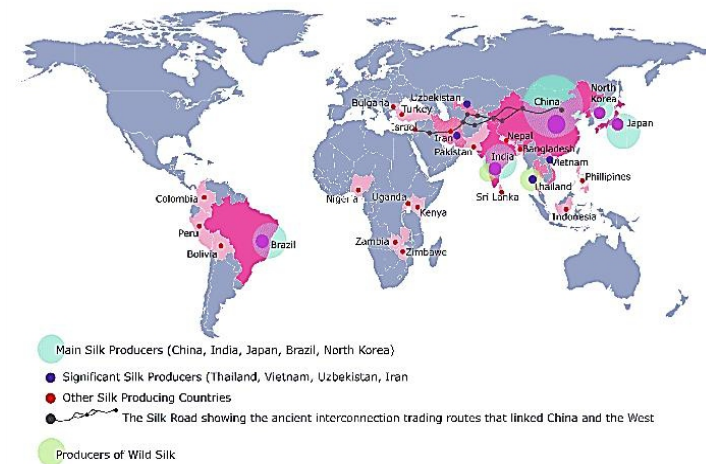 North
Korea
Uzbekistan
China
Bulgaria
Turkey
Japan
Israel
Iran
Nepal
Pakistan
India
Bangladesh
Vietnam
Thailand
Phillipines
Sri Lanka
Nigeria
Uganda
Kenya
Indonesia
Colombia
Peru
Brazil
Bolivia
Zambia
Zimbawe
Main Silk Producers (China, India, Japan, Brazil, North Korea)
Significant Silk Producers (Thailand, Vietnam, Uzbekistan, Iran
Other Silk Producing Countries
The Silk Road showing the ancient interconnection trading routes that linked China and the West
Producers of Wild Silk